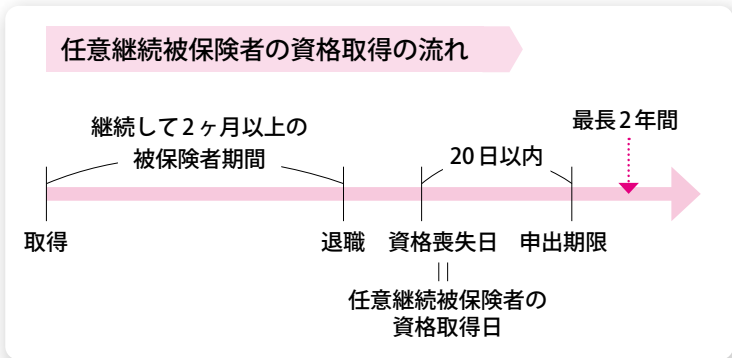 任意継続被保険者の資格取得の流れ
継続して2ヶ月以上の
被保険者期間
20日以内
最長2年間
取得
退職
資格喪失日
申出期限
||
任意継続被保険者の
資格取得日